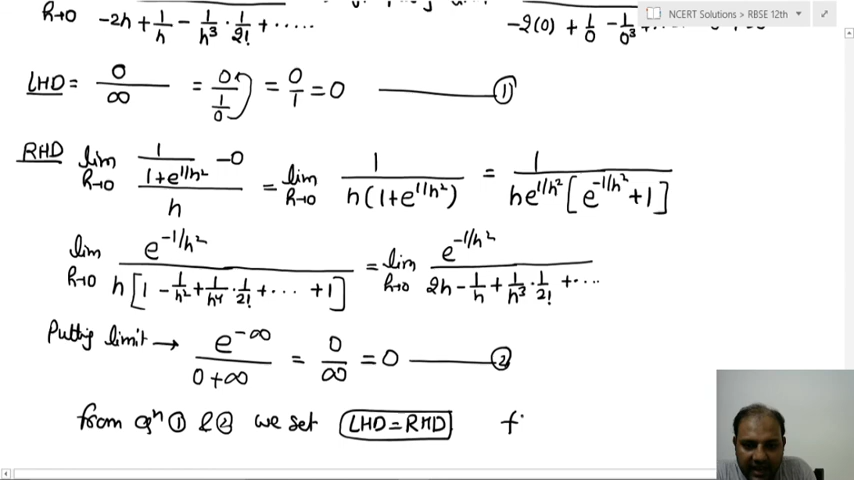 NCERT Solutions > RBSE 12th
h→0 -2h + 1/h - 1/h³ · 1/2! + ..... -2(0) + 1/0 - 1/0³ +
LHD = 0/∞ = 0/(1/0) = 0/1 = 0 ——— ①
RHD lim h→0 (1/(1+e^(1/h²)) - 0)/h = lim h→0 1/(h(1+e^(1/h²))) = 1/(he^(1/h²)[e^(-1/h²)+1])
lim h→0 e^(-1/h²)/(h[1 - 1/h² + 1/h⁴ · 1/2! + ... +1]) = lim h→0 e^(-1/h²)/(2h - 1/h + 1/h³ · 1/2! + ...)
Putting limit → e^(-∞)/(0+∞) = 0/∞ = 0 ——— ②
from eqⁿ ① & ② we get LHD = RHD f